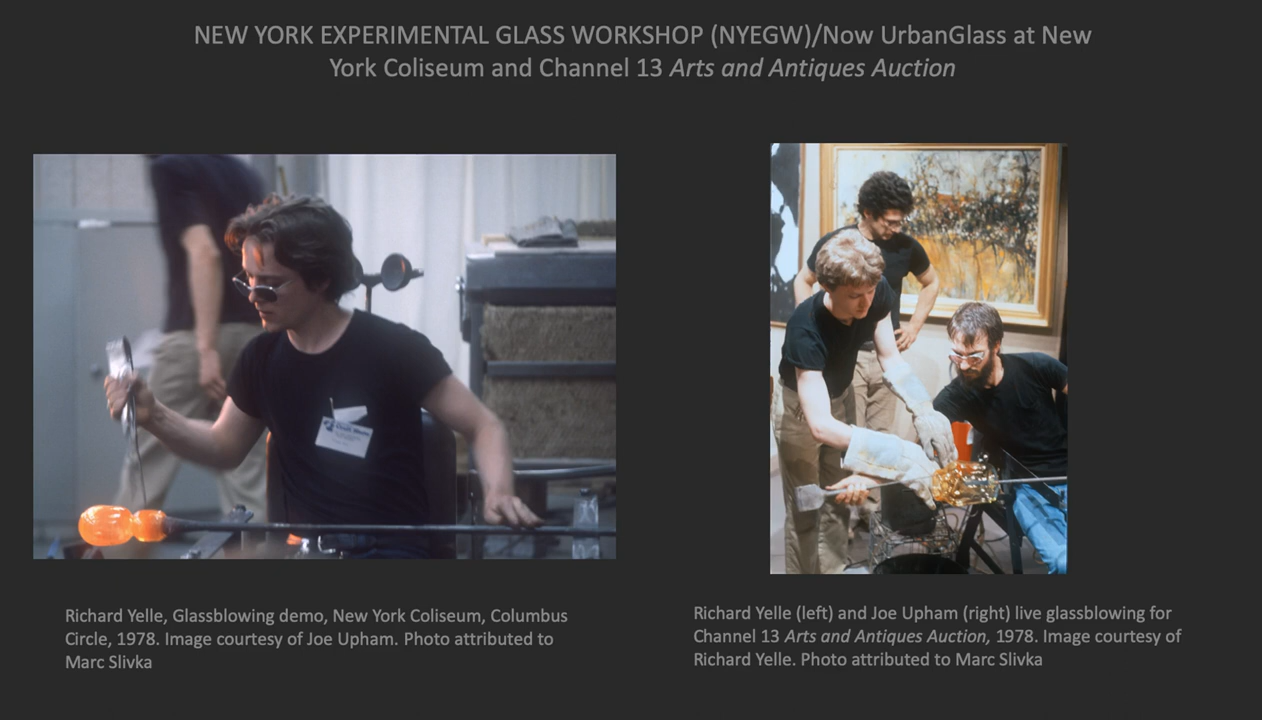 NEW YORK EXPERIMENTAL GLASS WORKSHOP (NYEGW)/Now UrbanGlass at New
York Coliseum and Channel 13 Arts and Antiques Auction
Richard Yelle, Glassblowing demo, New York Coliseum, Columbus
Circle, 1978. Image courtesy of Joe Upham. Photo attributed to
Marc Slivka
Richard Yelle (left) and Joe Upham (right) live glassblowing for
Channel 13 Arts and Antiques Auction, 1978. Image courtesy of
Richard Yelle. Photo attributed to Marc Slivka